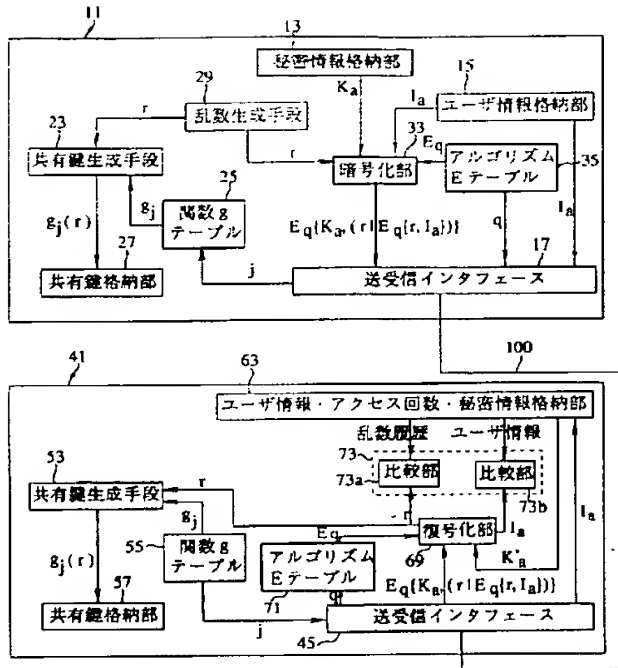 11
13
秘密情報格納部
29
Ka
15
Ia
ユーザ情報格納部
r
乱数生成手段
23
共有鍵生成手段
r
33
Eq
暗号化部
アルゴリズム
Eテーブル
35
25
gj
関数g
テーブル
gj(r)
Eq{Ka,(r|Eq{r,Ia})}
q
Ia
27
共有鍵格納部
j
17
送受信インタフェース
100
41
63
ユーザ情報・アクセス回数・秘密情報格納部
乱数履歴
ユーザ情報
73
比較部
73a
比較部
73b
53
共有鍵生成手段
r
gj
r
Ia
Ia
Eq
復号化部
69
K'a
55
関数g
テーブル
アルゴリズム
Eテーブル
71
gj(r)
Eq{Ka,(r|Eq{r,Ia})}
q
57
共有鍵格納部
j
送受信インタフェース
45